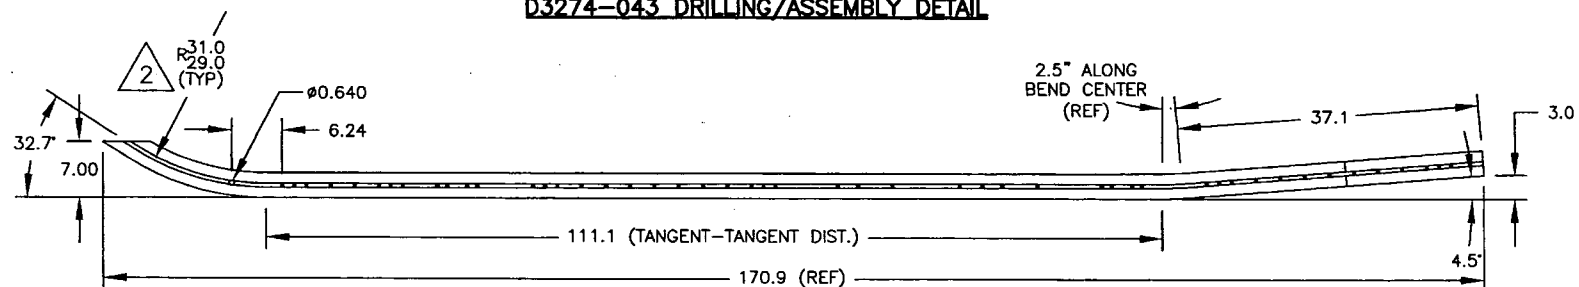 D3274-043 DRILLING/ASSEMBLY DETAIL
2
R31.0
29.0
(TYP)
ø0.640
6.24
32.7°
7.00
2.5" ALONG
BEND CENTER
(REF)
37.1
3.0
111.1 (TANGENT-TANGENT DIST.)
4.5°
170.9 (REF)